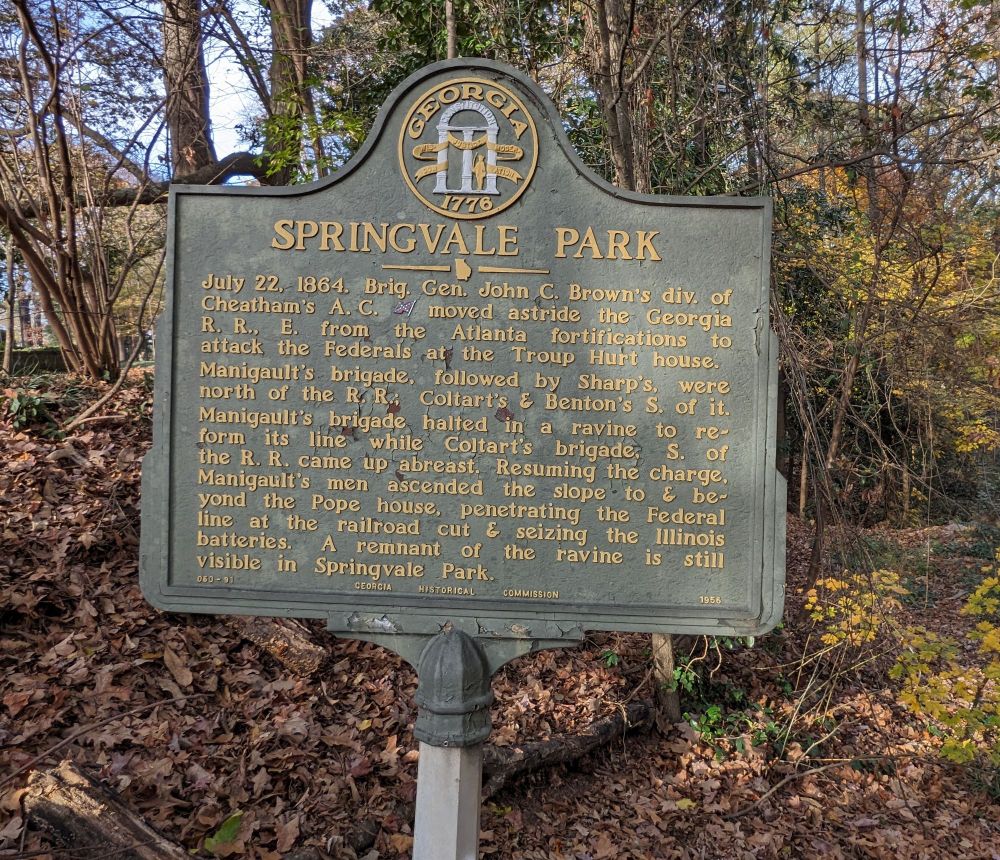 GEORGIA
1776
SPRINGVALE PARK
July 22, 1864. Brig. Gen. John C. Brown's div. of
Cheatham's A. C. moved astride the Georgia
R. R., E. from the Atlanta fortifications to
attack the Federals at the Troup Hurt house.
Manigault's brigade, followed by Sharp's, were
north of the R. R.; Coltart's & Benton's S. of it.
Manigault's brigade halted in a ravine to re-
form its line while Coltart's brigade, S. of
the R. R. came up abreast. Resuming the charge,
Manigault's men ascended the slope to & be-
yond the Pope house, penetrating the Federal
line at the railroad cut & seizing the Illinois
batteries. A remnant of the ravine is still
visible in Springvale Park.
060-91 GEORGIA HISTORICAL COMMISSION 1956